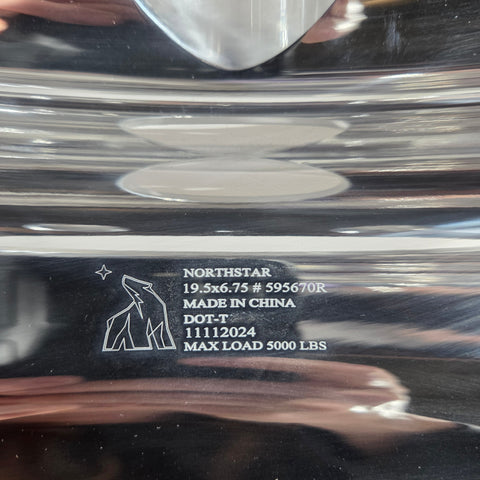 NORTHSTAR
19.5x6.75 # 595670R
MADE IN CHINA
DOT-T
11112024
MAX LOAD 5000 LBS